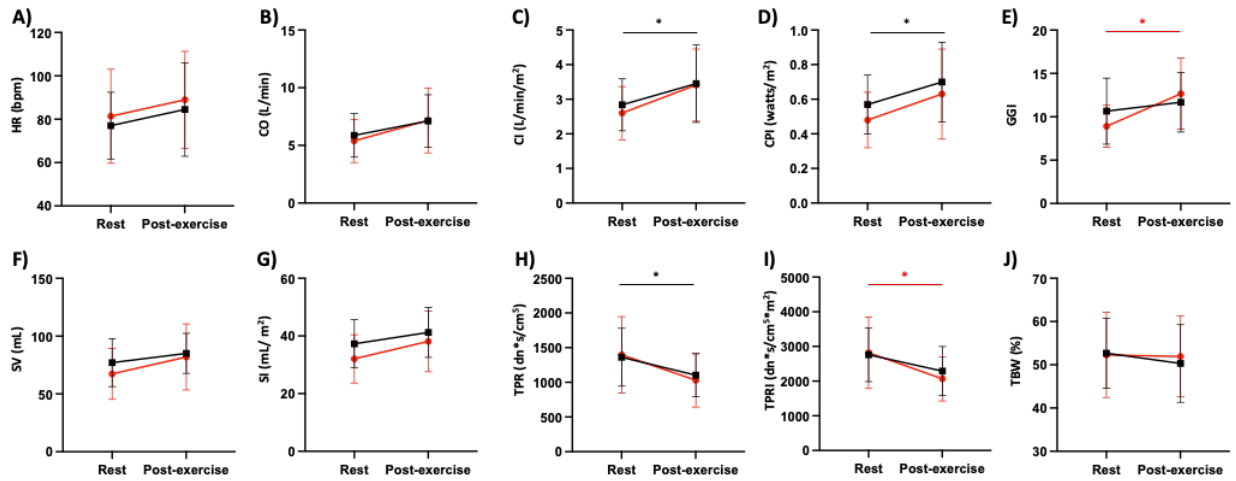 A)
HR (bpm)
120
100
80
60
40
Rest Post-exercise
B)
CO (L/min)
15
10
5
0
Rest Post-exercise
C)
CI (L/min/m²)
5
4
3
2
1
0
*
Rest Post-exercise
D)
CPI (watts/m²)
1.0
0.8
0.6
0.4
0.2
0.0
*
Rest Post-exercise
E)
GGI
20
15
10
5
0
*
Rest Post-exercise
F)
SV (mL)
150
100
50
0
Rest Post-exercise
G)
SI (mL/ m²)
60
40
20
0
Rest Post-exercise
H)
TPR (dn*s/cm⁵)
2500
2000
1500
1000
500
0
*
Rest Post-exercise
I)
TPRI (dn*s/cm⁵*m²)
5000
4000
3000
2000
1000
0
*
Rest Post-exercise
J)
TBW (%)
70
60
50
40
30
Rest Post-exercise